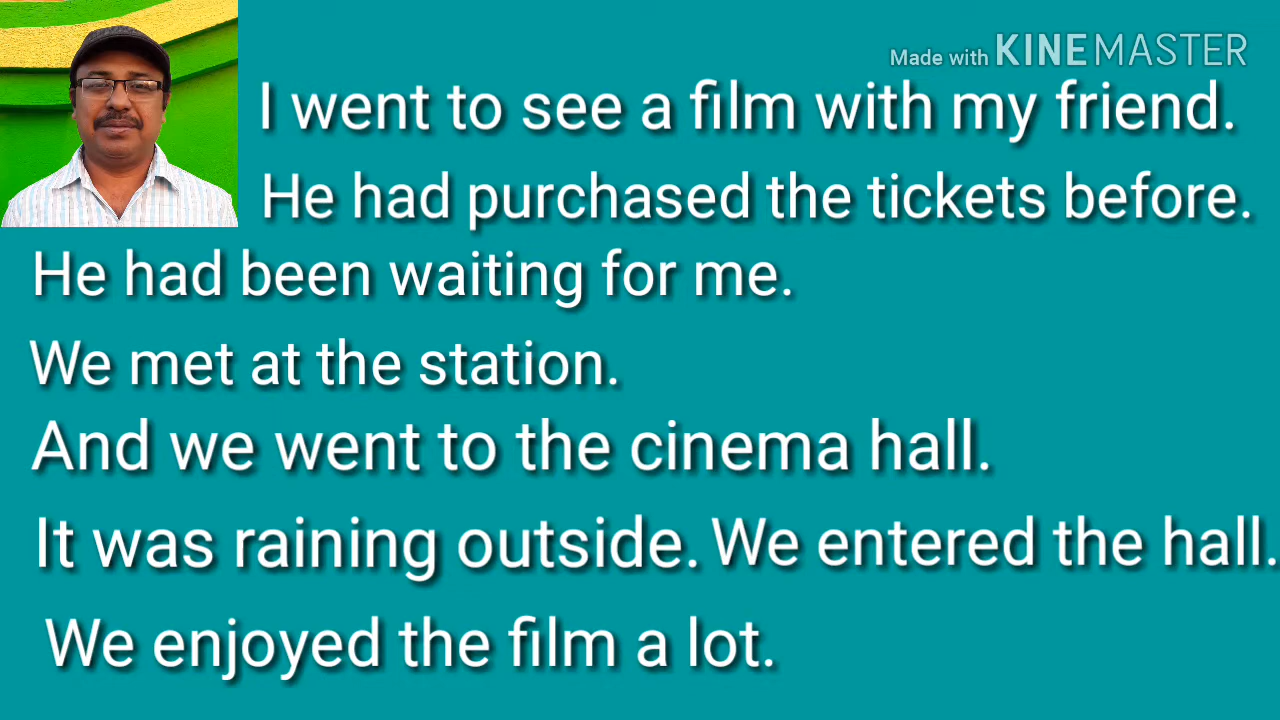 Made with KINEMASTER
I went to see a film with my friend.
He had purchased the tickets before.
He had been waiting for me.
We met at the station.
And we went to the cinema hall.
It was raining outside. We entered the hall.
We enjoyed the film a lot.